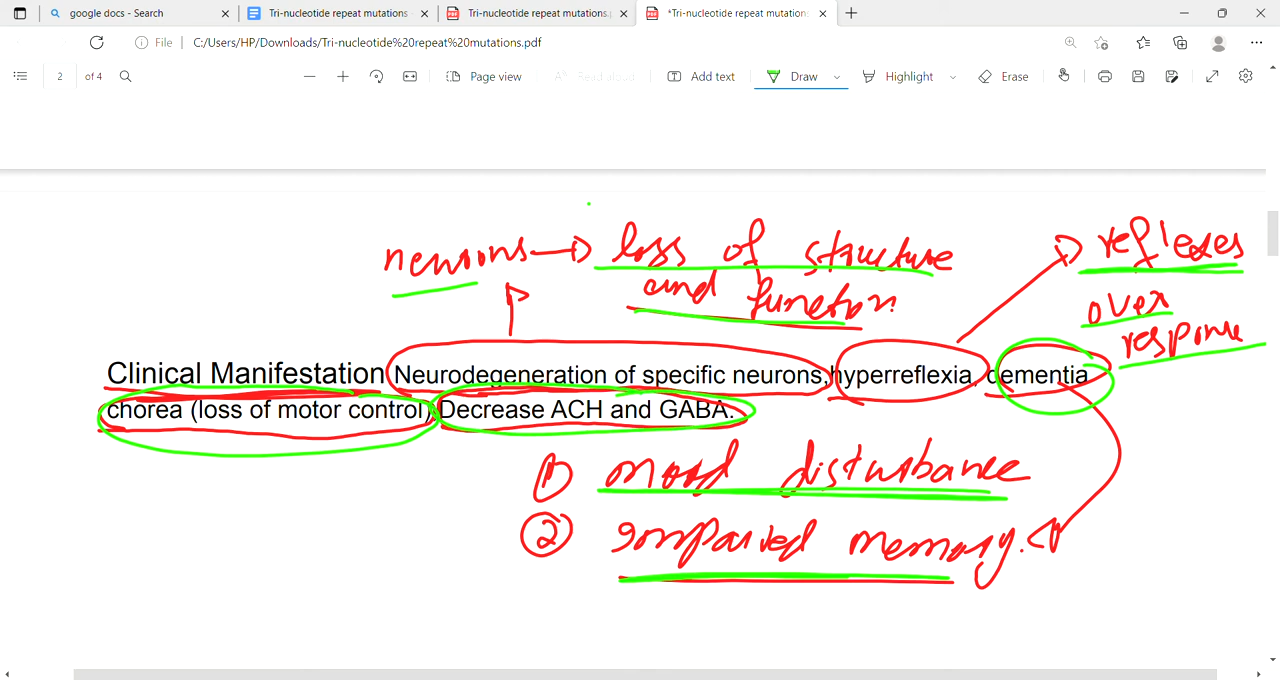 google docs - Search
Tri-nucleotide repeat mutations
Tri-nucleotide repeat mutations.
*Tri-nucleotide repeat mutations
File
C:/Users/HP/Downloads/Tri-nucleotide%20repeat%20mutations.pdf
2 of 4
Page view
Read aloud
Add text
Draw
Highlight
Erase
neurons → loss of structure
and function.
reflexes
over
response
Clinical Manifestation Neurodegeneration of specific neurons,hyperreflexia, dementia
chorea (loss of motor control) Decrease ACH and GABA.
1) mood disturbance
2 impaired memory.